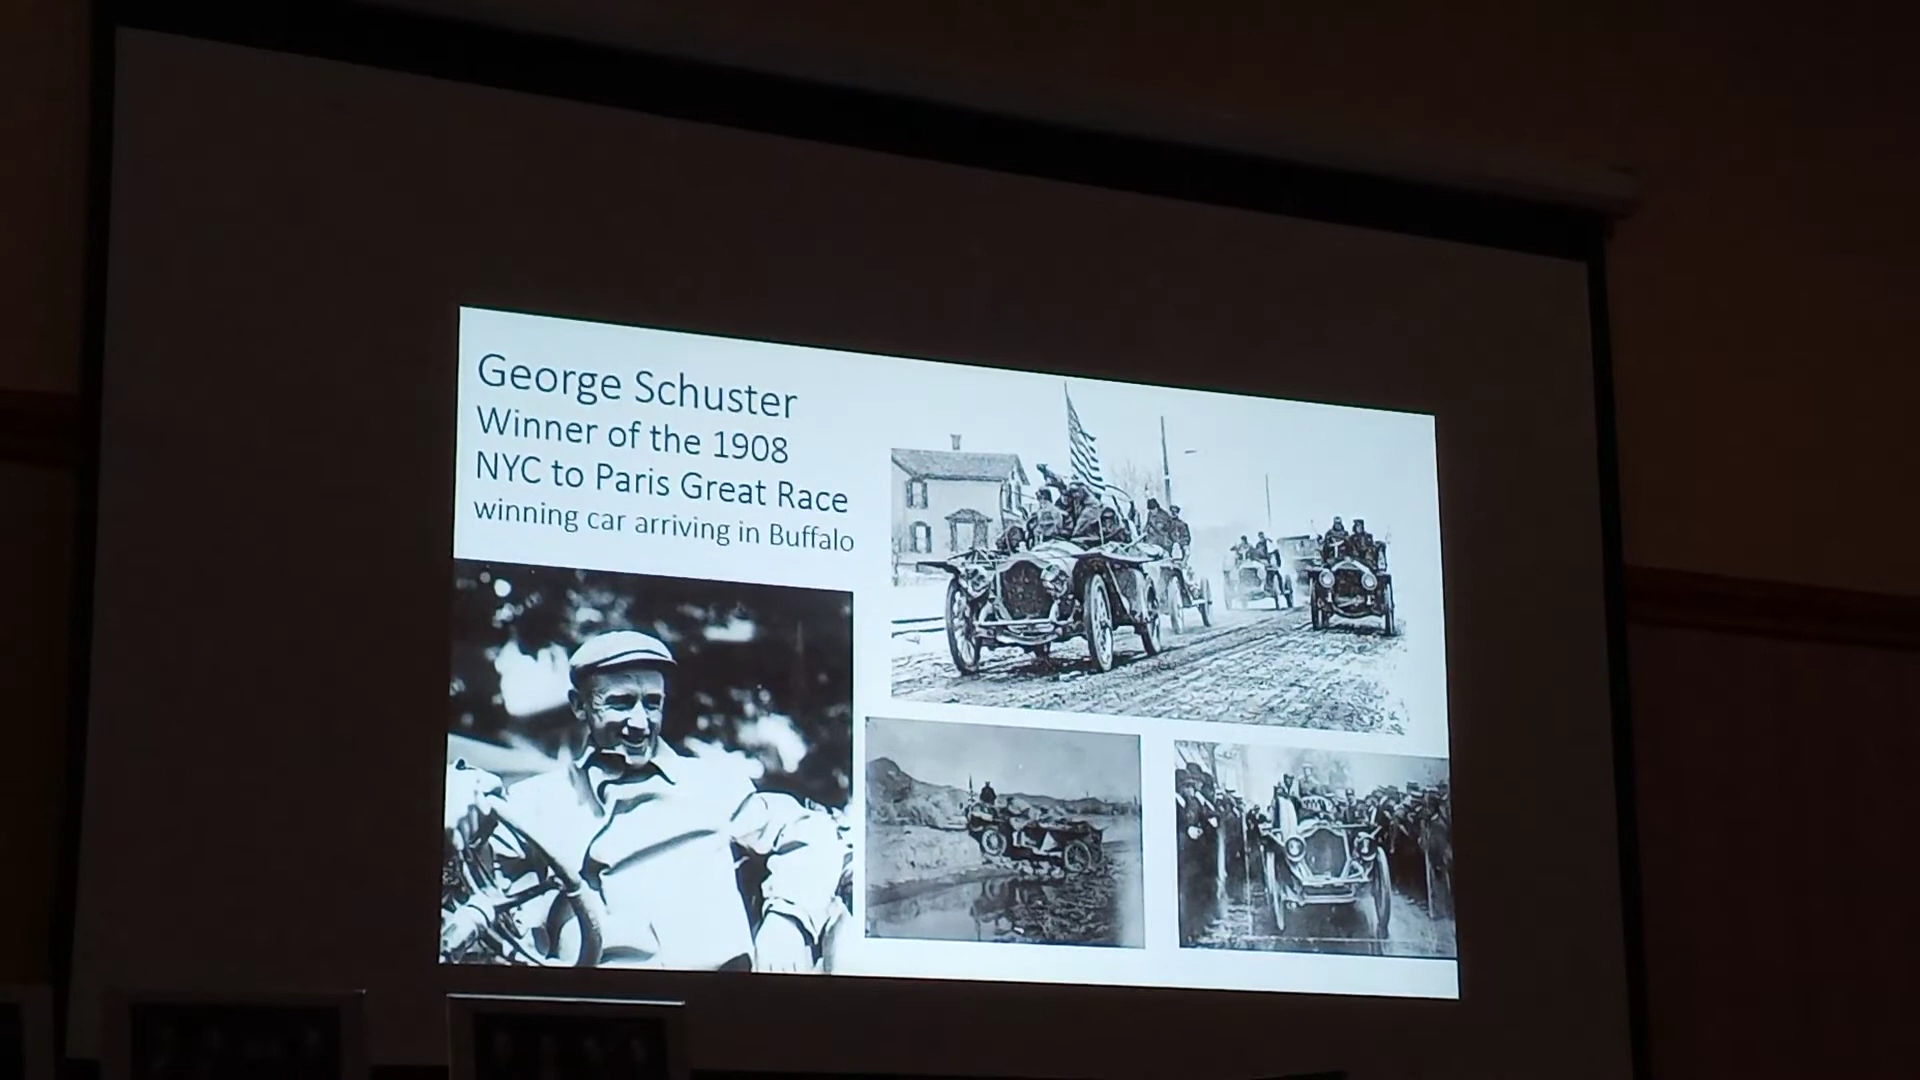 George Schuster
Winner of the 1908
NYC to Paris Great Race
winning car arriving in Buffalo